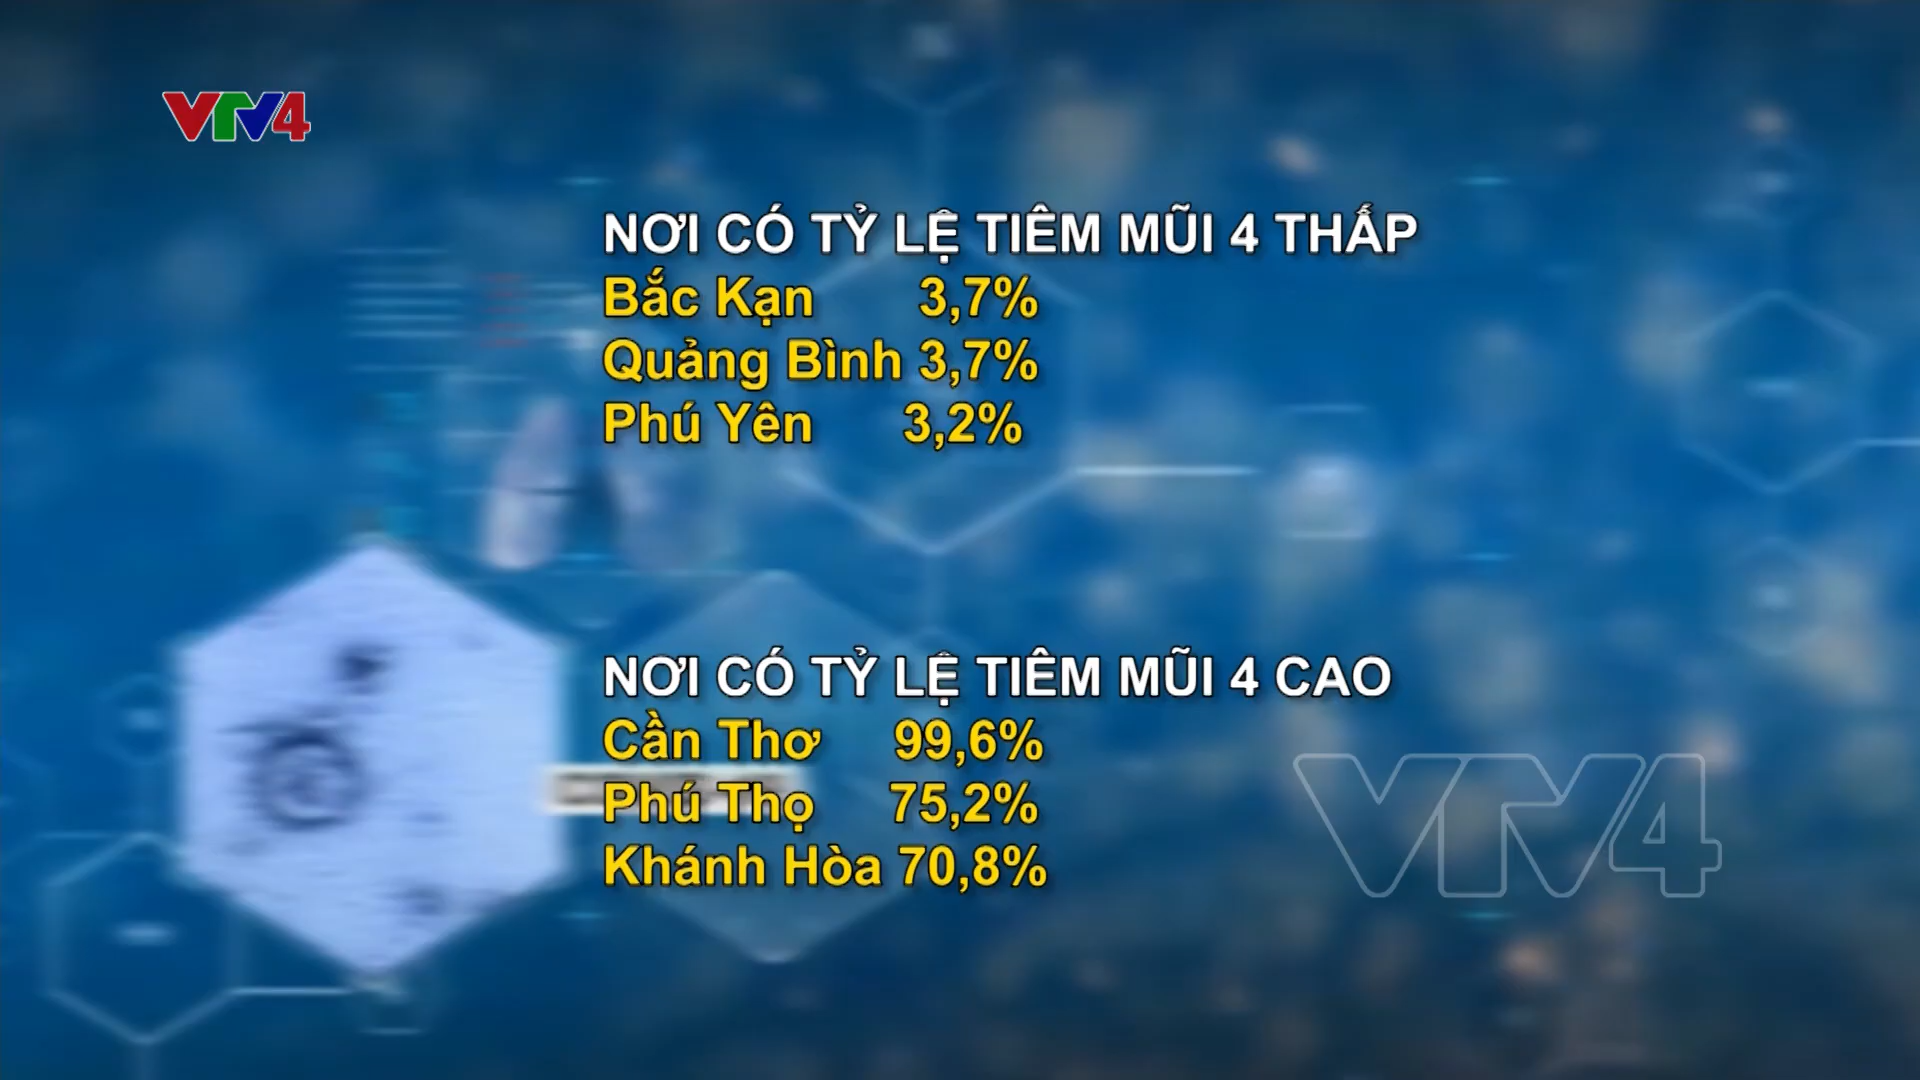 VTV4
NƠI CÓ TỶ LỆ TIÊM MŨI 4 THẤP
Bắc Kạn 3,7%
Quảng Bình 3,7%
Phú Yên 3,2%
NƠI CÓ TỶ LỆ TIÊM MŨI 4 CAO
Cần Thơ 99,6%
Phú Thọ 75,2%
Khánh Hòa 70,8%
VTV4